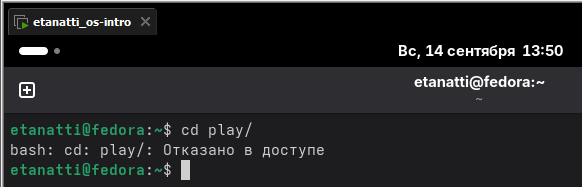 etanatti_os-intro
Вс, 14 сентября 13:50
etanatti@fedora:~
~
etanatti@fedora:~$ cd play/
bash: cd: play/: Отказано в доступе
etanatti@fedora:~$